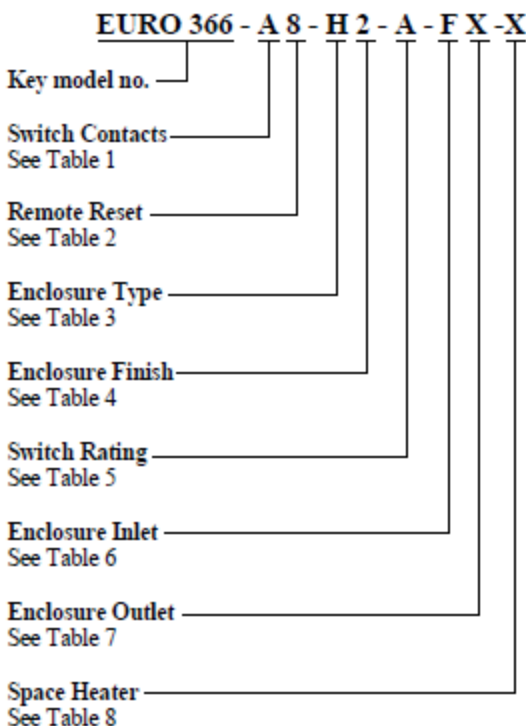 EURO 366 - A 8 - H 2 - A - F X -X
Key model no.
Switch Contacts
See Table 1
Remote Reset
See Table 2
Enclosure Type
See Table 3
Enclosure Finish
See Table 4
Switch Rating
See Table 5
Enclosure Inlet
See Table 6
Enclosure Outlet
See Table 7
Space Heater
See Table 8